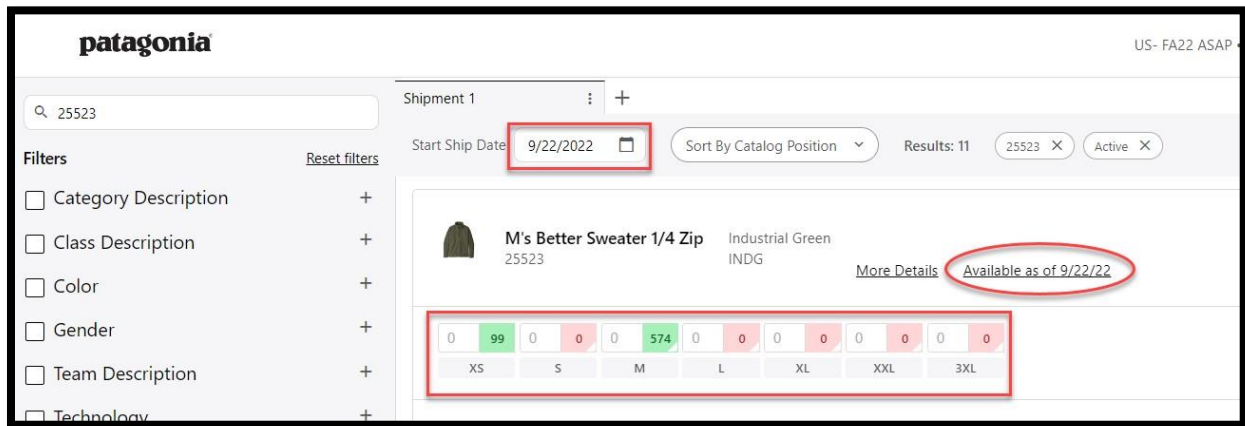 patagonia
US- FA22 ASAP •
25523
Filters
Reset filters
Category Description
Class Description
Color
Gender
Team Description
Technology
Shipment 1
Start Ship Date
9/22/2022
Sort By Catalog Position
Results: 11
25523
Active
M's Better Sweater 1/4 Zip
25523
Industrial Green
INDG
More Details
Available as of 9/22/22
0 99 0 0 0 574 0 0 0 0 0 0 0 0
XS S M L XL XXL 3XL